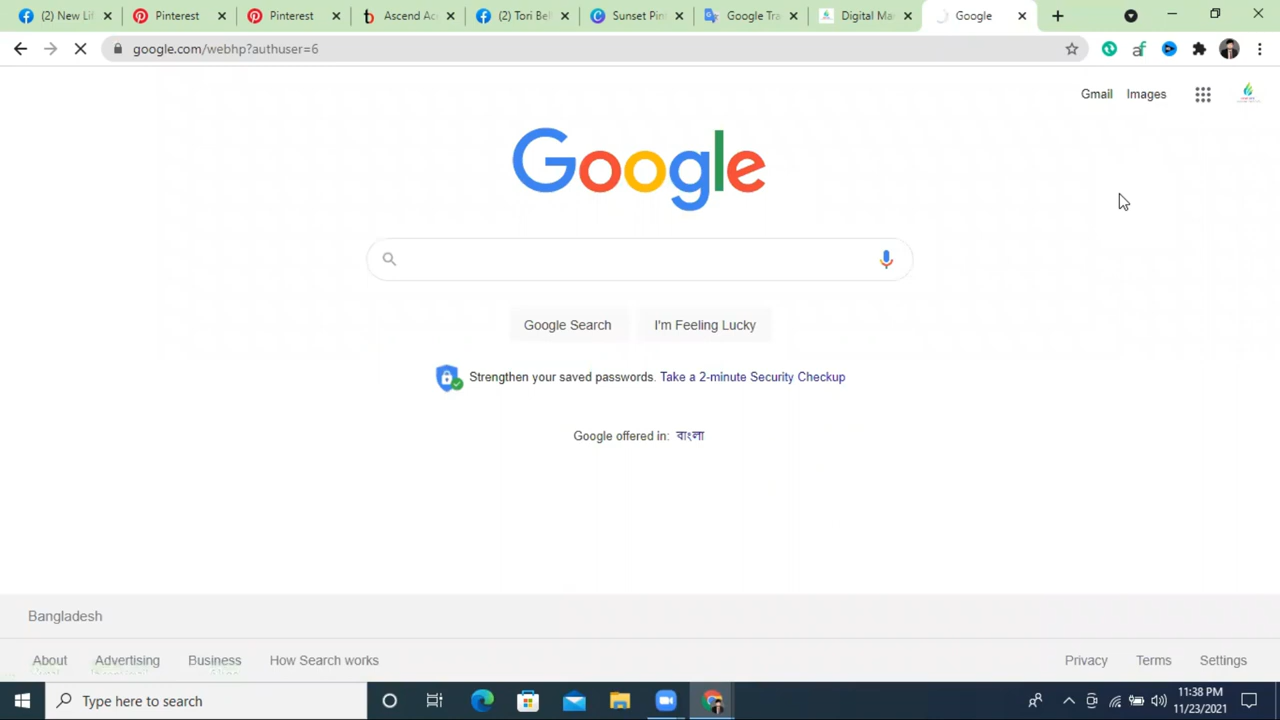 (2) New Lif
Pinterest
Pinterest
Ascend Ac
(2) Tori Bel
Sunset Pin
Google Tra
Digital Ma
Google
google.com/webhp?authuser=6
Gmail Images
Google
Google Search I'm Feeling Lucky
Strengthen your saved passwords. Take a 2-minute Security Checkup
Google offered in: বাংলা
Bangladesh
About Advertising Business How Search works Privacy Terms Settings
Type here to search
11:38 PM
11/23/2021